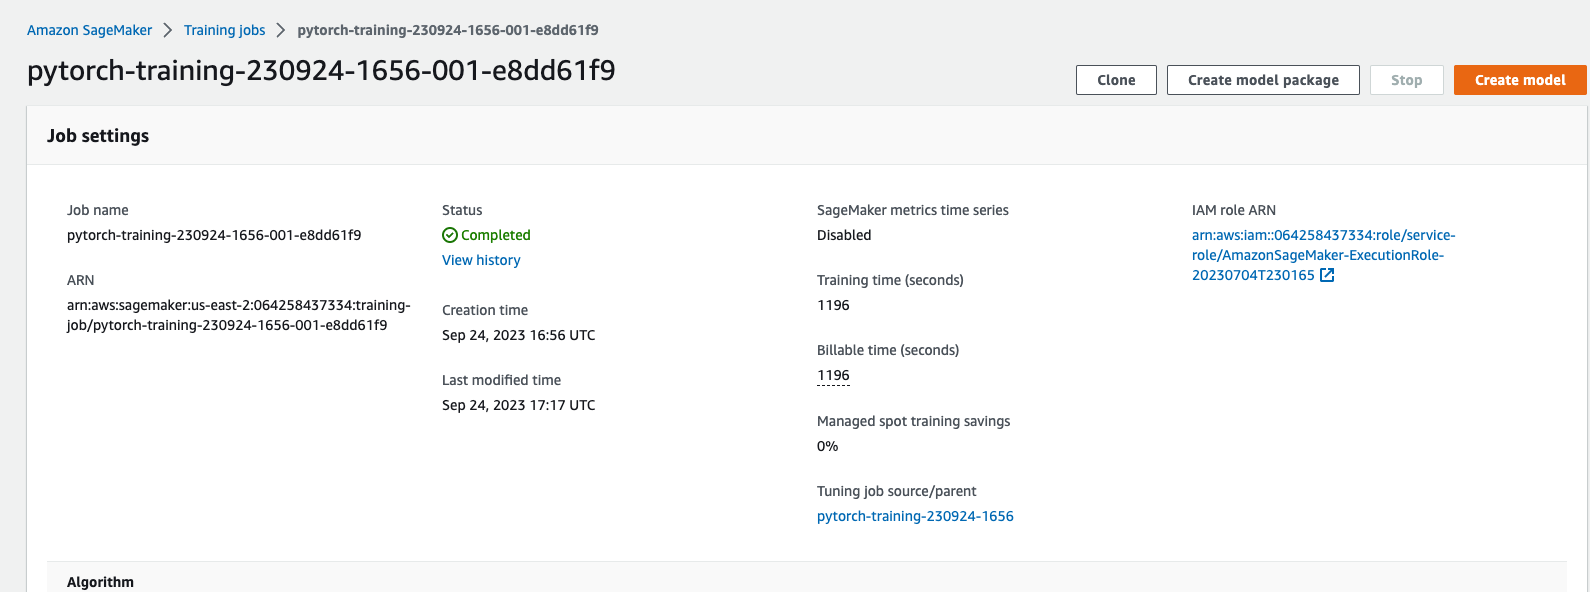 Amazon SageMaker > Training jobs > pytorch-training-230924-1656-001-e8dd61f9
pytorch-training-230924-1656-001-e8dd61f9
Clone
Create model package
Stop
Create model
Job settings
Job name
pytorch-training-230924-1656-001-e8dd61f9
ARN
arn:aws:sagemaker:us-east-2:064258437334:training-
job/pytorch-training-230924-1656-001-e8dd61f9
Status
Completed
View history
Creation time
Sep 24, 2023 16:56 UTC
Last modified time
Sep 24, 2023 17:17 UTC
SageMaker metrics time series
Disabled
Training time (seconds)
1196
Billable time (seconds)
1196
Managed spot training savings
0%
Tuning job source/parent
pytorch-training-230924-1656
IAM role ARN
arn:aws:iam::064258437334:role/service-
role/AmazonSageMaker-ExecutionRole-
20230704T230165
Algorithm